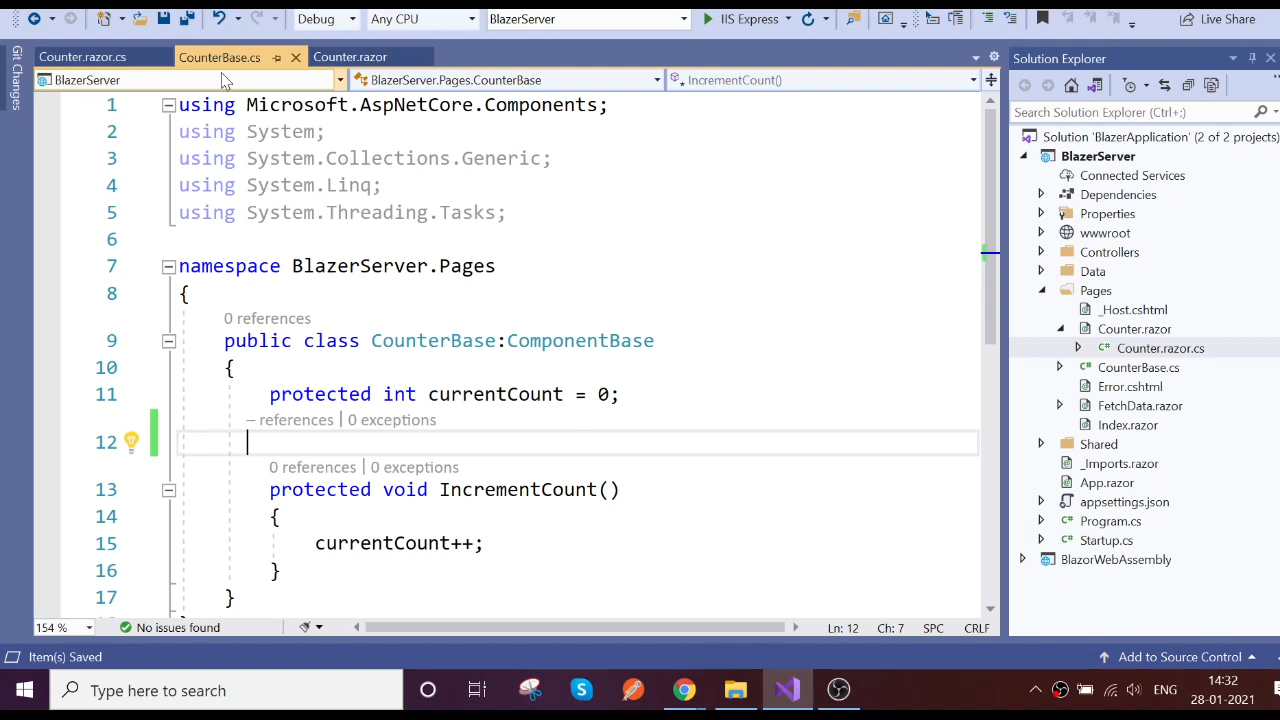 Debug
Any CPU
BlazerServer
IIS Express
Live Share
Git Changes
Counter.razor.cs
CounterBase.cs
Counter.razor
BlazerServer
BlazerServer.Pages.CounterBase
IncrementCount()
1 using Microsoft.AspNetCore.Components;
2 using System;
3 using System.Collections.Generic;
4 using System.Linq;
5 using System.Threading.Tasks;
6
7 namespace BlazerServer.Pages
8 {
0 references
9 public class CounterBase:ComponentBase
10 {
11 protected int currentCount = 0;
– references | 0 exceptions
12
0 references | 0 exceptions
13 protected void IncrementCount()
14 {
15 currentCount++;
16 }
17 }
154 %
No issues found
Ln: 12
Ch: 7
SPC
CRLF
Solution Explorer
Search Solution Explorer (Ctrl+;)
Solution 'BlazerApplication' (2 of 2 projects)
BlazerServer
Connected Services
Dependencies
Properties
wwwroot
Controllers
Data
Pages
_Host.cshtml
Counter.razor
C# Counter.razor.cs
C# CounterBase.cs
Error.cshtml
FetchData.razor
Index.razor
Shared
_Imports.razor
App.razor
appsettings.json
C# Program.cs
C# Startup.cs
BlazorWebAssembly
Item(s) Saved
Add to Source Control
Type here to search
ENG
14:32
28-01-2021